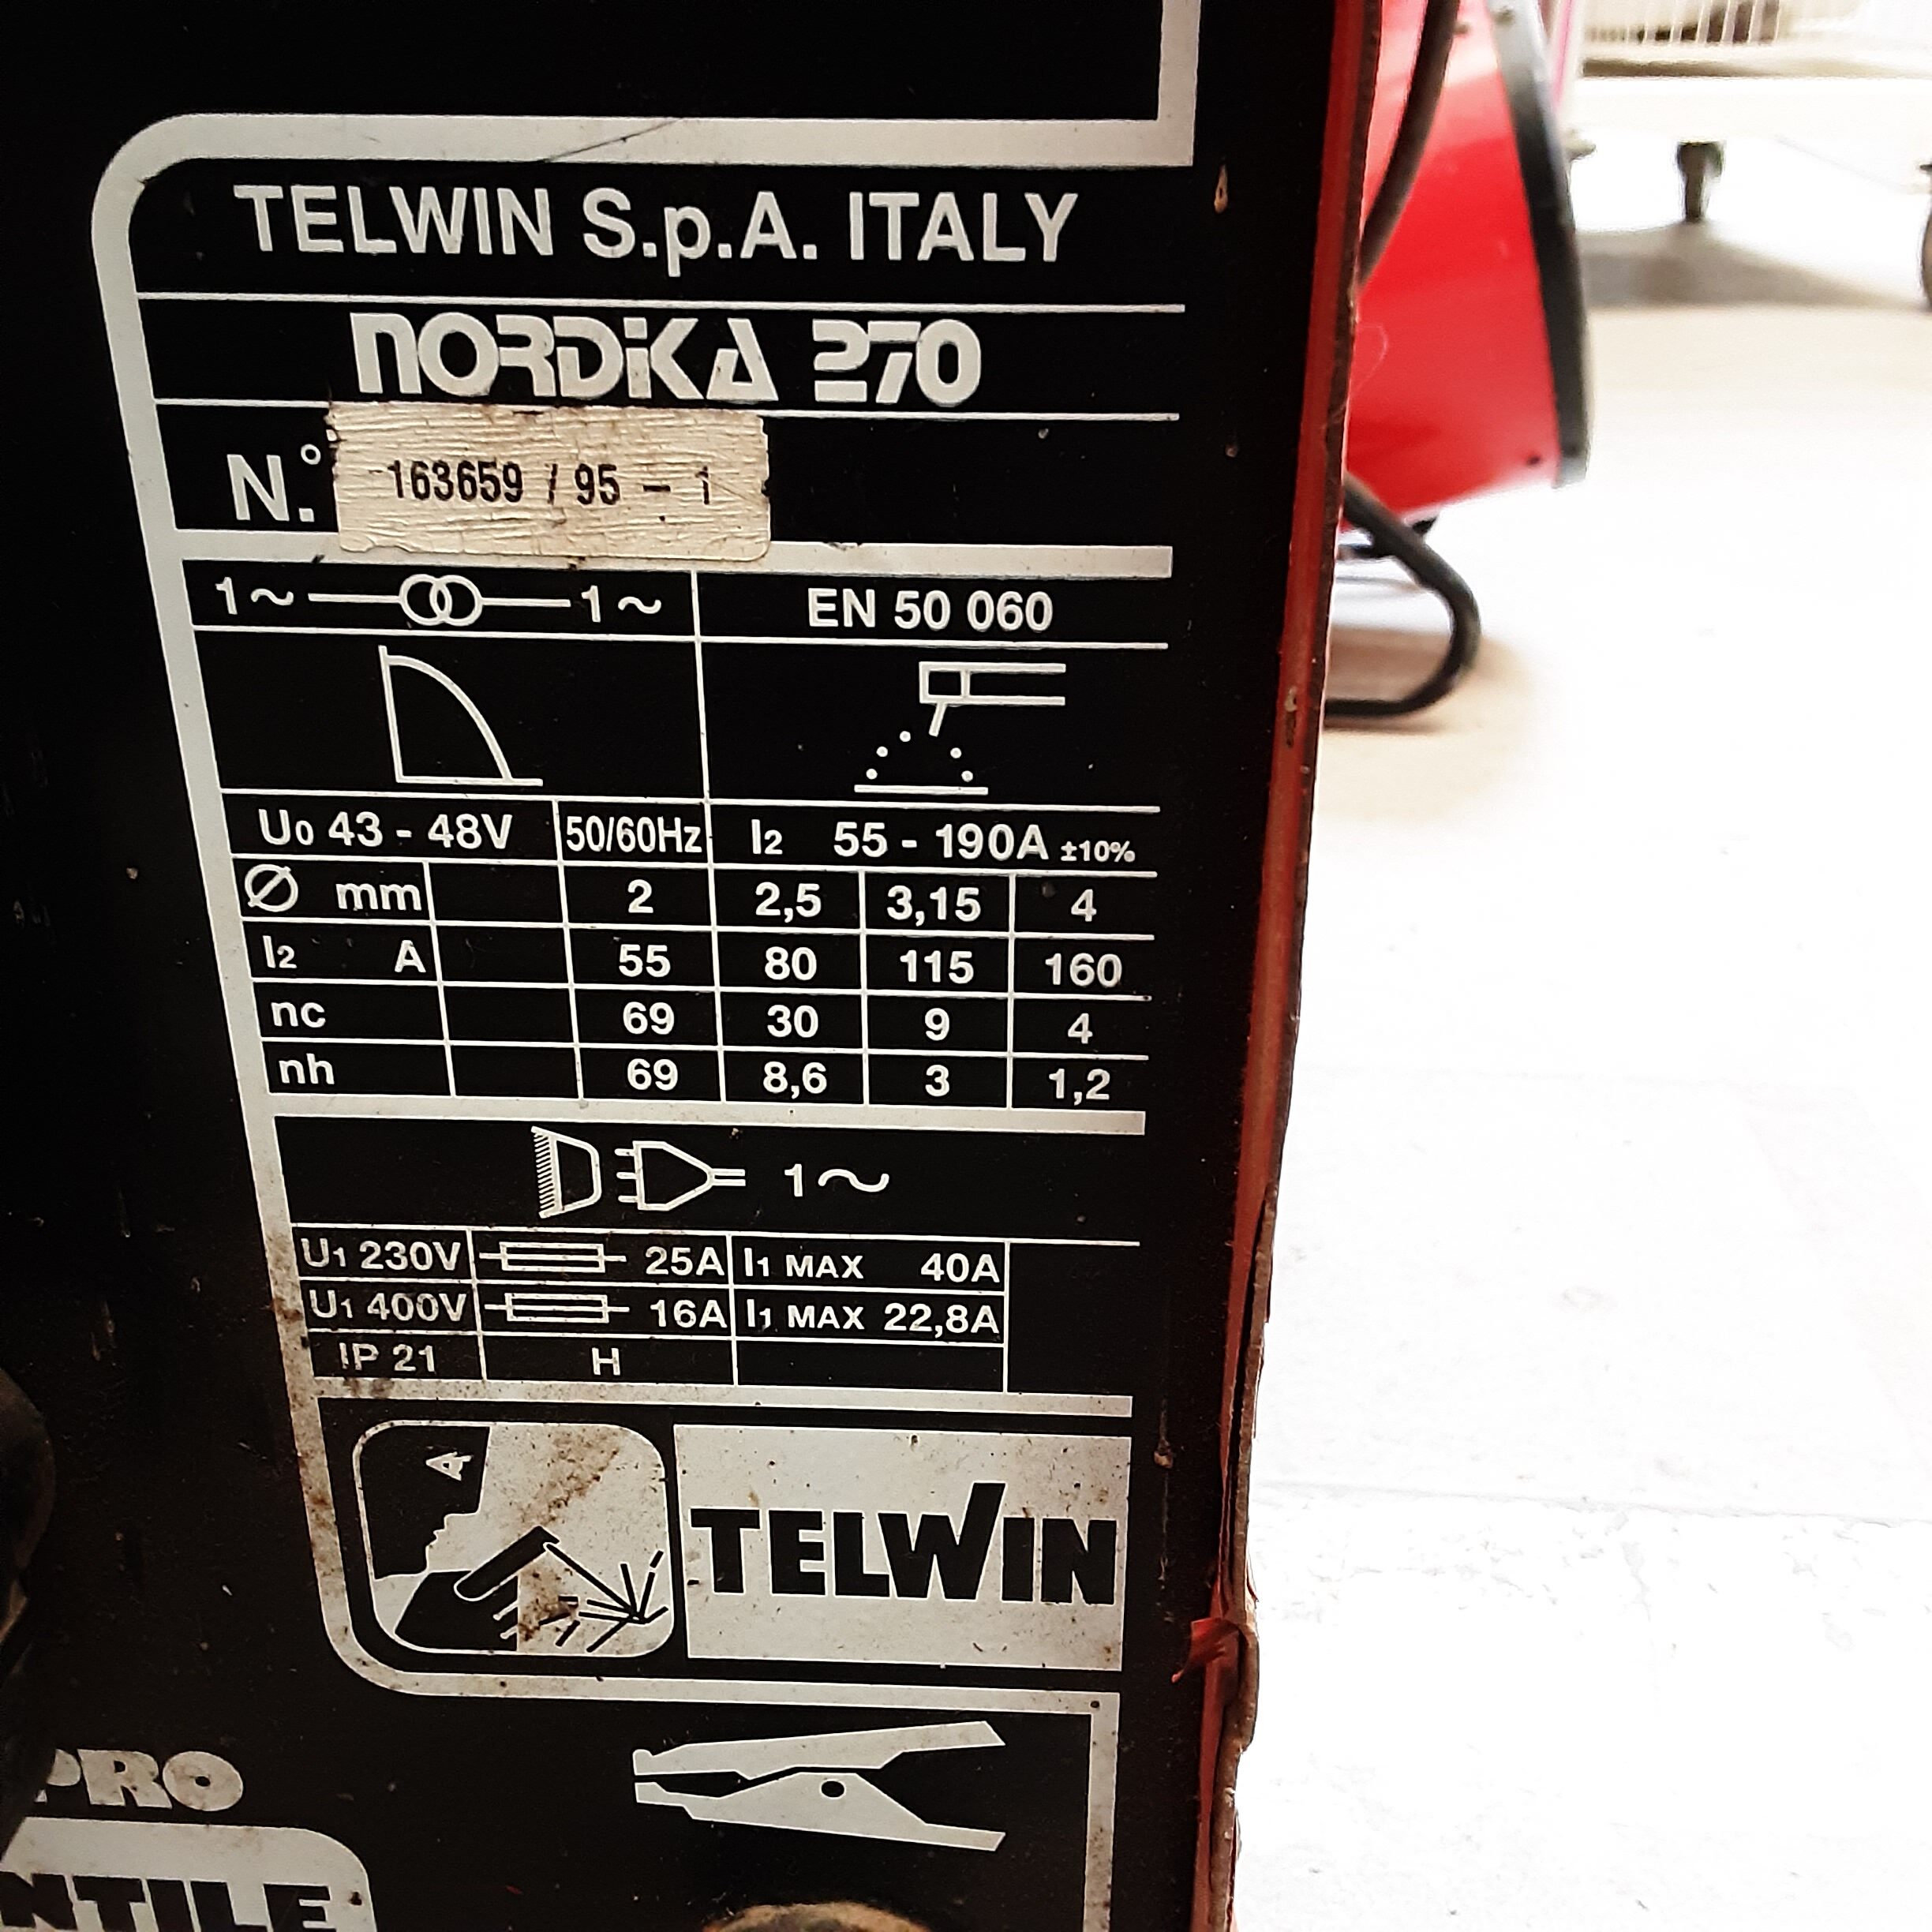 TELWIN S.p.A. ITALY
NORDiKA 270
N.° 163659 / 95 - 1
1~ 1~ EN 50 060
U0 43 - 48V 50/60Hz I2 55 - 190A ±10%
Ø mm 2 2,5 3,15 4
I2 A 55 80 115 160
nc 69 30 9 4
nh 69 8,6 3 1,2
1~
U1 230V 25A I1 MAX 40A
U1 400V 16A I1 MAX 22,8A
IP 21 H
A
TELWIN
PRO
NTILE